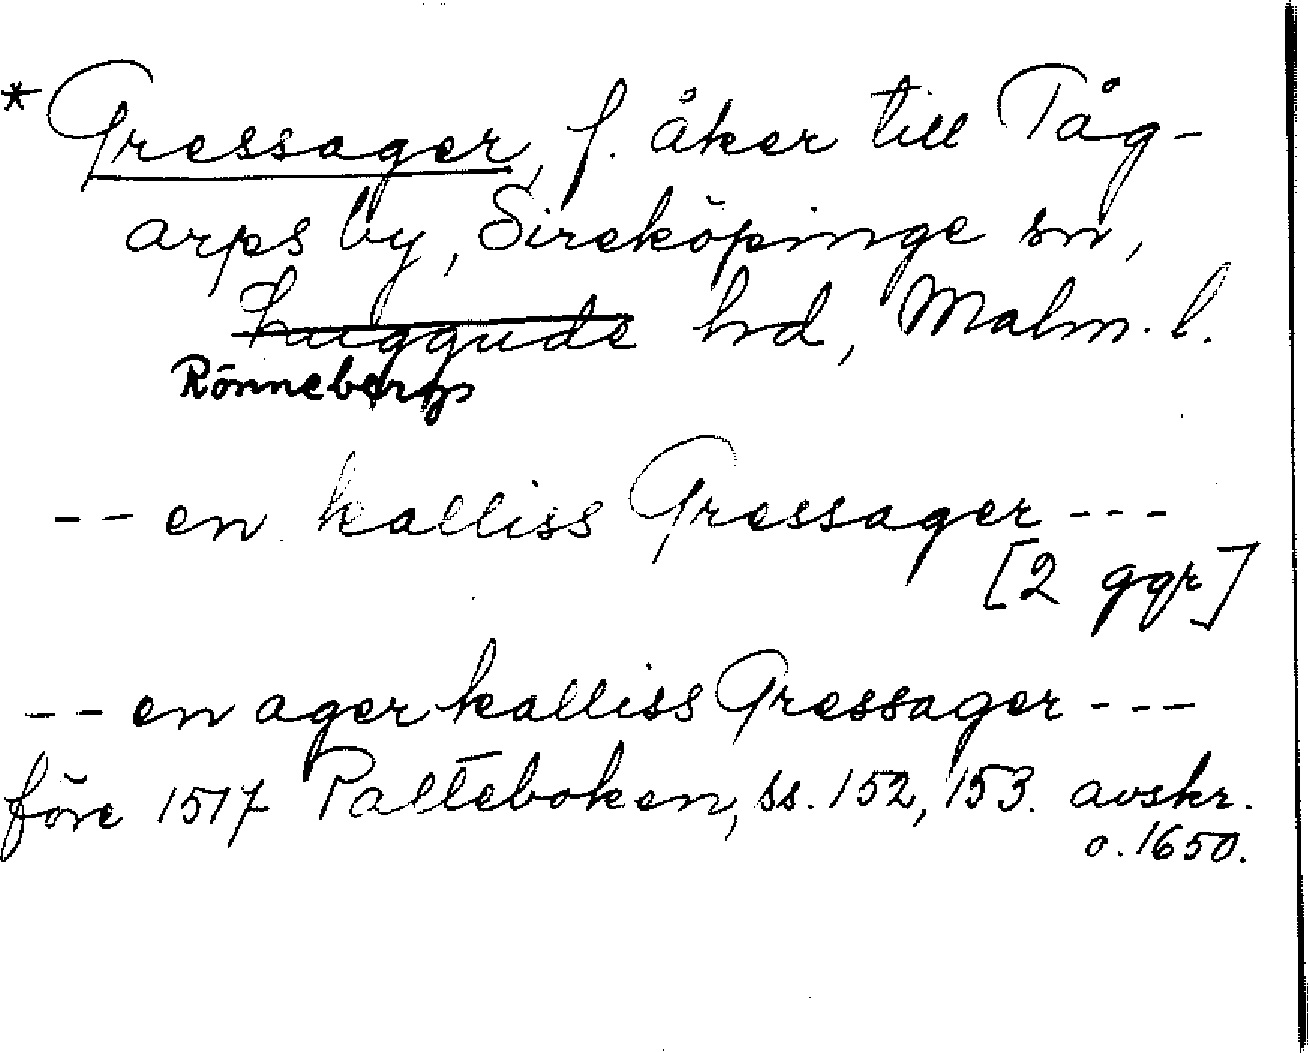 * Gressager, f. åker till Tåg-
arps by, Sireköpinge sn,
Luggude hd, Malm. l.
Rönnebergs
-- en kalliss Gressager ---
[2 ggr]
-- en ager kalliss Gressager ---
före 1517 Palteboken, ss. 152, 153. avskr.
o. 1650.